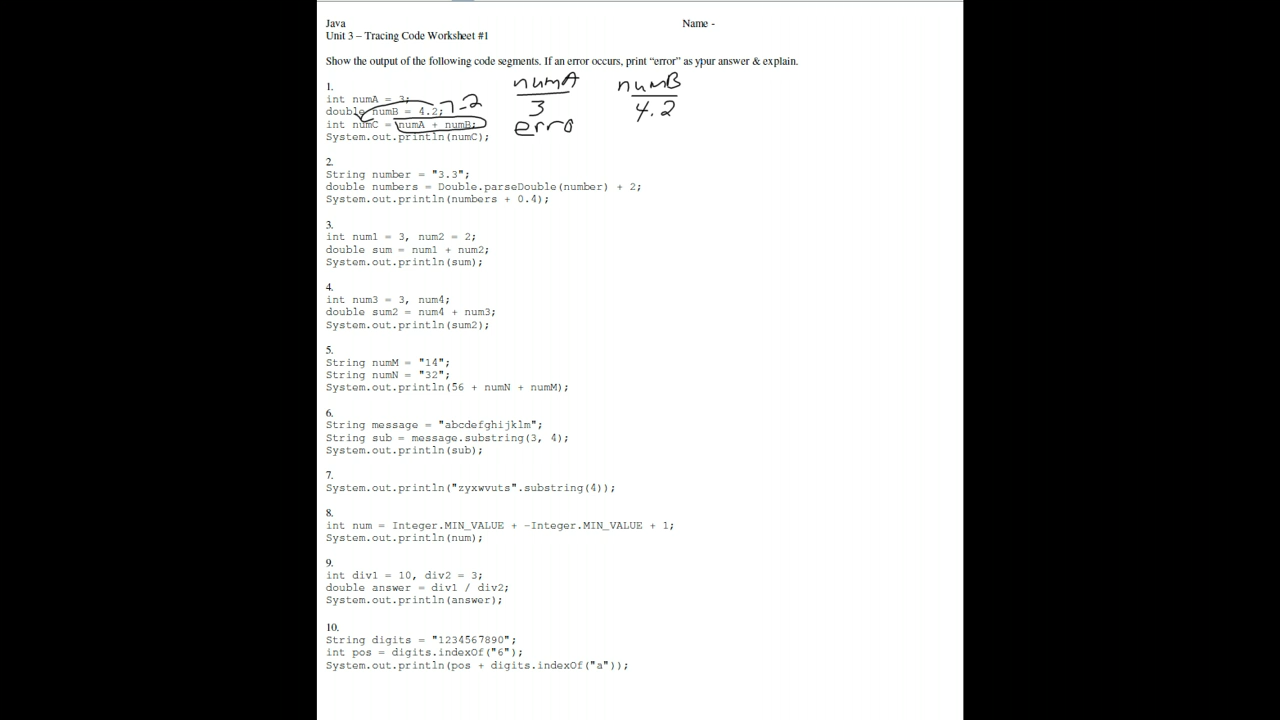 Java Name -
Unit 3 – Tracing Code Worksheet #1
Show the output of the following code segments. If an error occurs, print “error” as ypur answer & explain.
numA numB
3 4.2
erro
1.
int numA = 3;
double numB = 4.2; 7.2
int numC = numA + numB;
System.out.println(numC);
2.
String number = "3.3";
double numbers = Double.parseDouble(number) + 2;
System.out.println(numbers + 0.4);
3.
int num1 = 3, num2 = 2;
double sum = num1 + num2;
System.out.println(sum);
4.
int num3 = 3, num4;
double sum2 = num4 + num3;
System.out.println(sum2);
5.
String numM = "14";
String numN = "32";
System.out.println(56 + numN + numM);
6.
String message = "abcdefghijklm";
String sub = message.substring(3, 4);
System.out.println(sub);
7.
System.out.println("zyxwvuts".substring(4));
8.
int num = Integer.MIN_VALUE + -Integer.MIN_VALUE + 1;
System.out.println(num);
9.
int div1 = 10, div2 = 3;
double answer = div1 / div2;
System.out.println(answer);
10.
String digits = "1234567890";
int pos = digits.indexOf("6");
System.out.println(pos + digits.indexOf("a"));